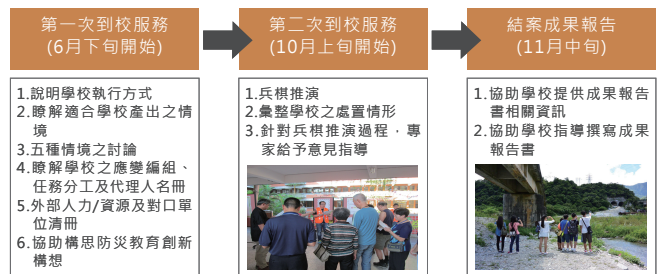 第一次到校服務
(6月下旬開始)
第二次到校服務
(10月上旬開始)
結案成果報告
(11月中旬)
1.說明學校執行方式
2.瞭解適合學校產出之情
境
3.五種情境之討論
4.瞭解學校之應變編組、
任務分工及代理人名冊
5.外部人力/資源及對口單
位清冊
6.協助構思防災教育創新
構想
1.兵棋推演
2.彙整學校之處置情形
3.針對兵棋推演過程，專
家給予意見指導
1.協助學校提供成果報告
書相關資訊
2.協助學校指導撰寫成果
報告書